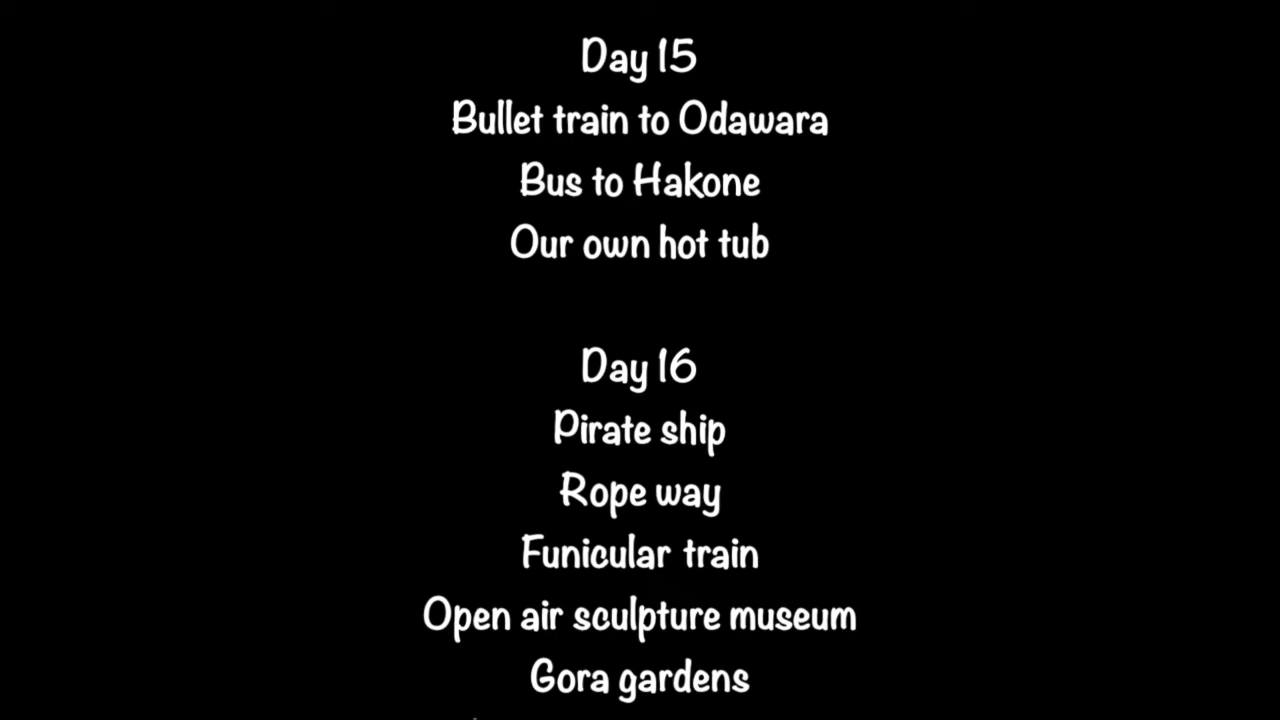 Day 15
Bullet train to Odawara
Bus to Hakone
Our own hot tub
Day 16
Pirate ship
Rope way
Funicular train
Open air sculpture museum
Gora gardens